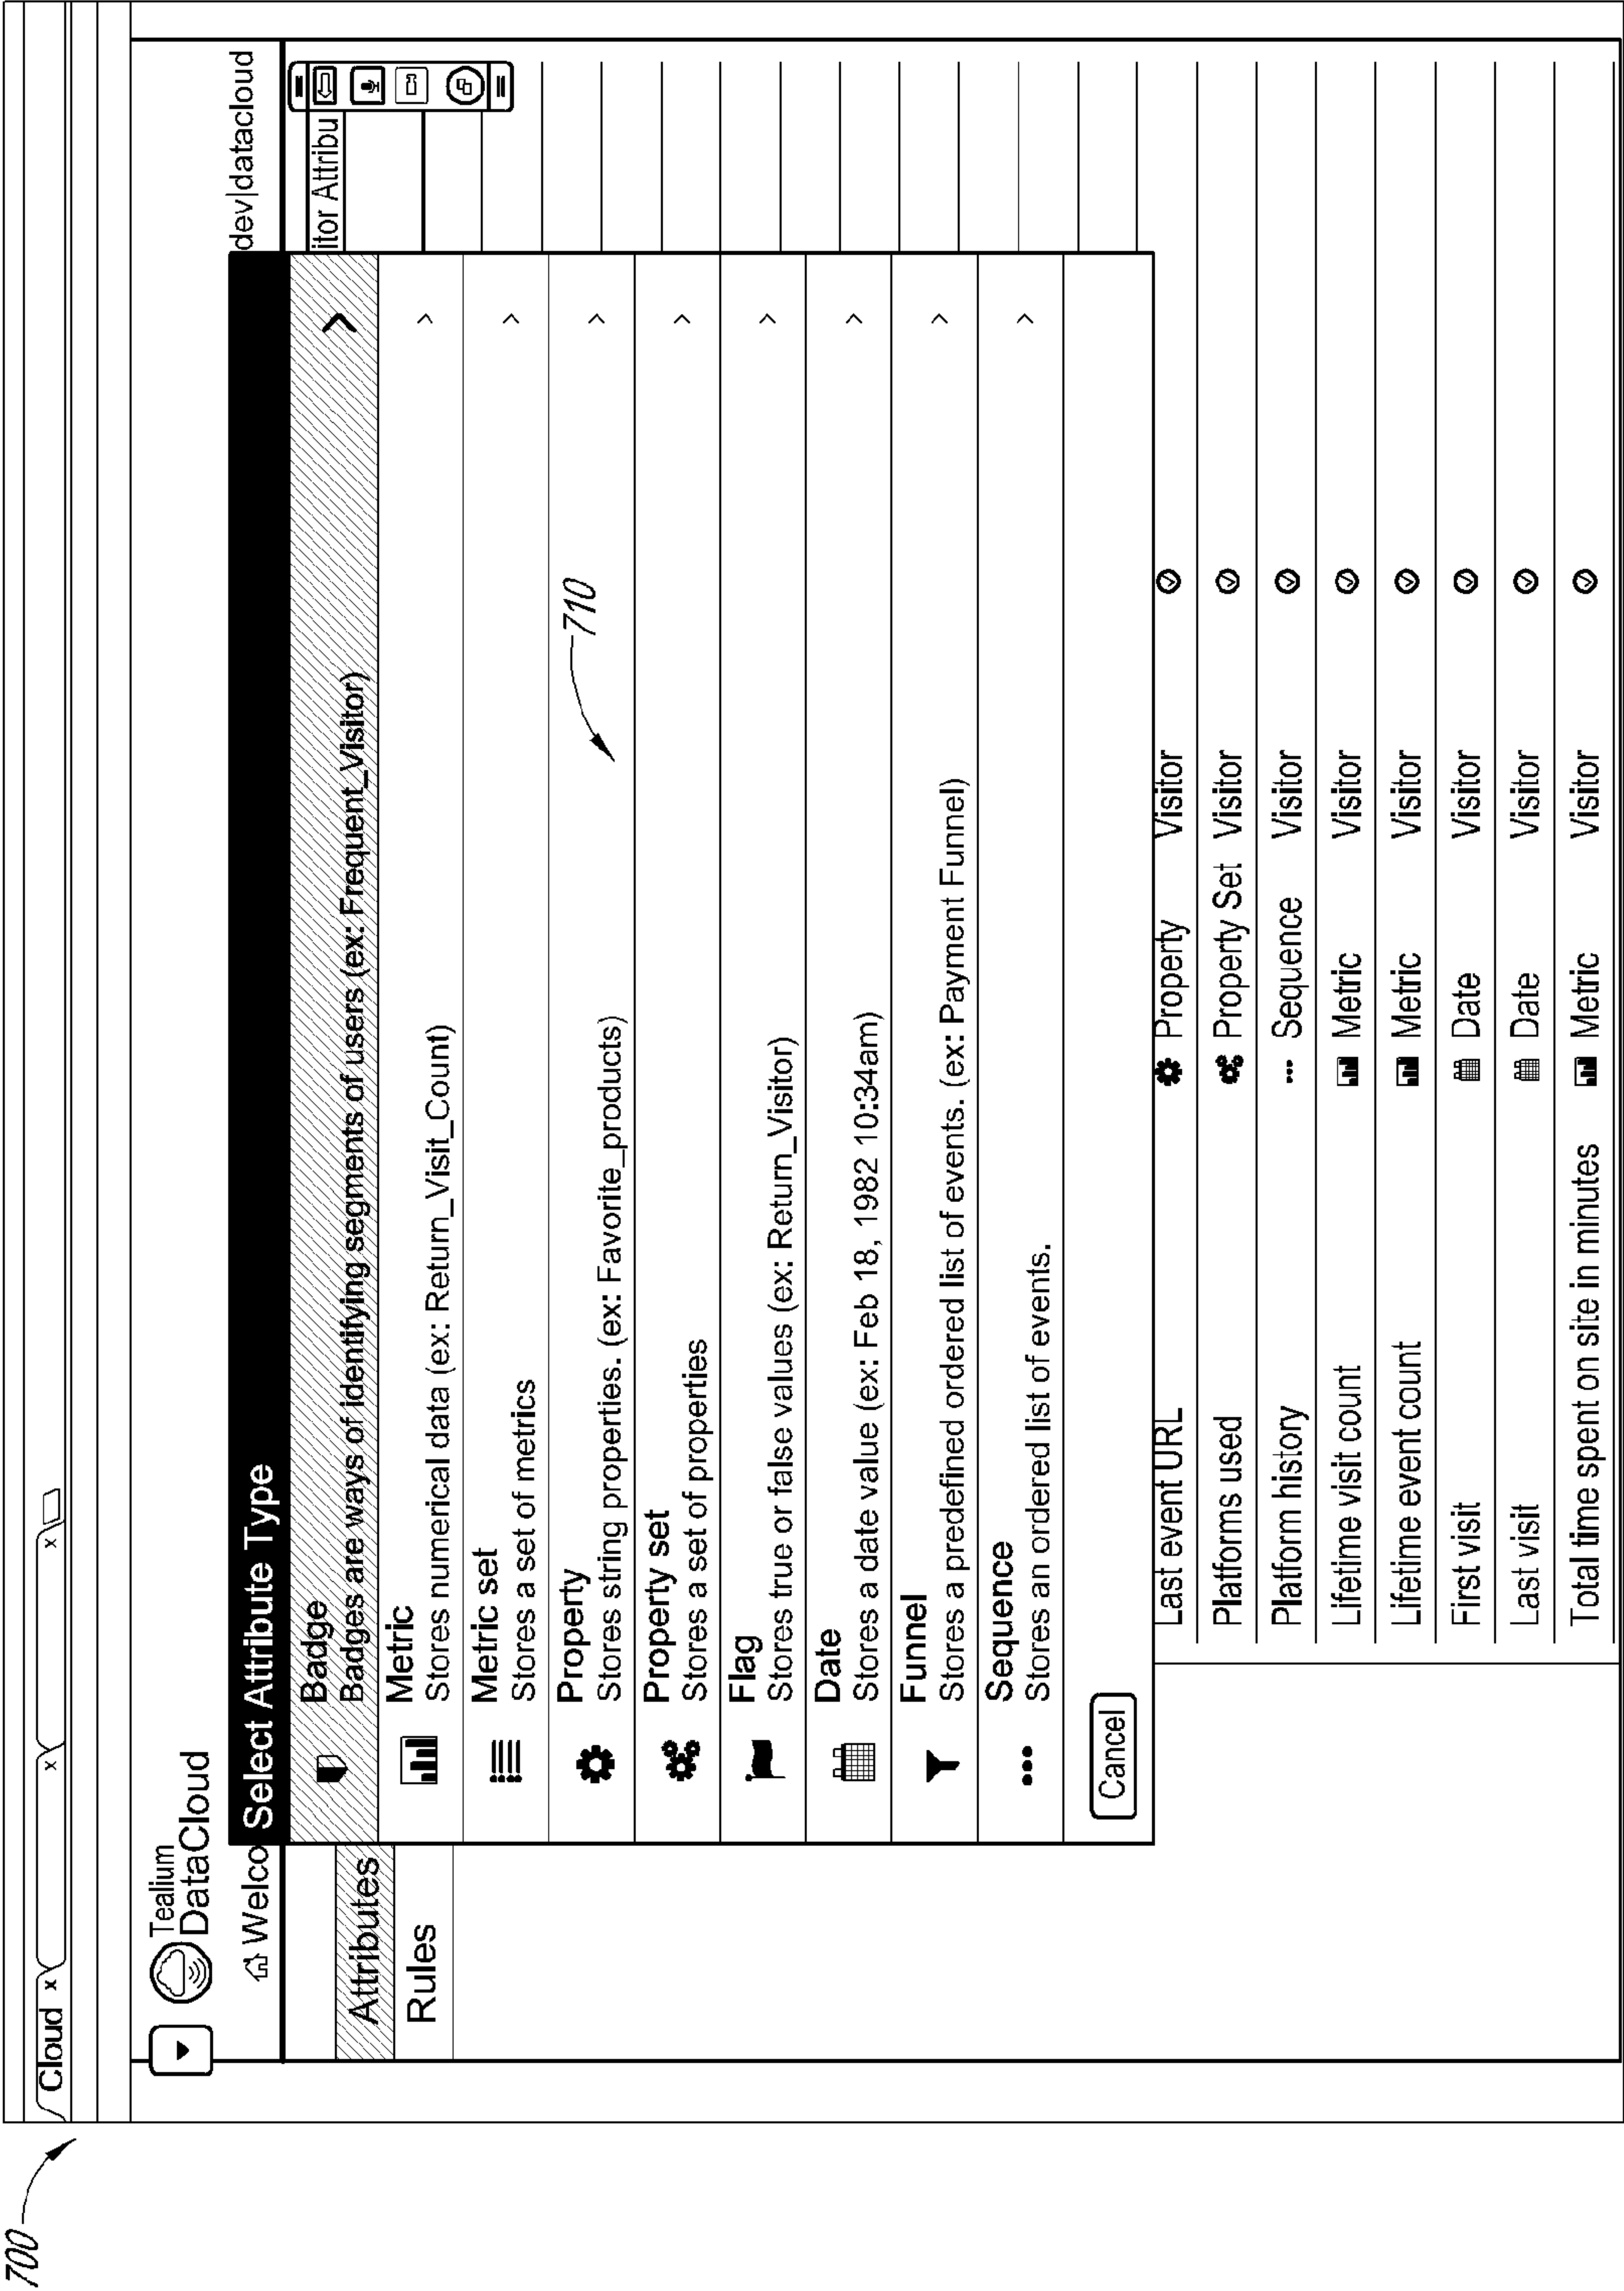 700
Cloud x
x
x
Tealium
DataCloud
Welco
dev|datacloud
Select Attribute Type
Attributes
Rules
itor Attribu
Badge
Badges are ways of identifying segments of users (ex: Frequent_Visitor)
Metric
Stores numerical data (ex: Return_Visit_Count)
Metric set
Stores a set of metrics
710
Property
Stores string properties. (ex: Favorite_products)
Property set
Stores a set of properties
Flag
Stores true or false values (ex: Return_Visitor)
Date
Stores a date value (ex: Feb 18, 1982 10:34am)
Funnel
Stores a predefined ordered list of events. (ex: Payment Funnel)
Sequence
Stores an ordered list of events.
Cancel
Last event URL Property Visitor
Platforms used Property Set Visitor
Platform history Sequence Visitor
Lifetime visit count Metric Visitor
Lifetime event count Metric Visitor
First visit Date Visitor
Last visit Date Visitor
Total time spent on site in minutes Metric Visitor